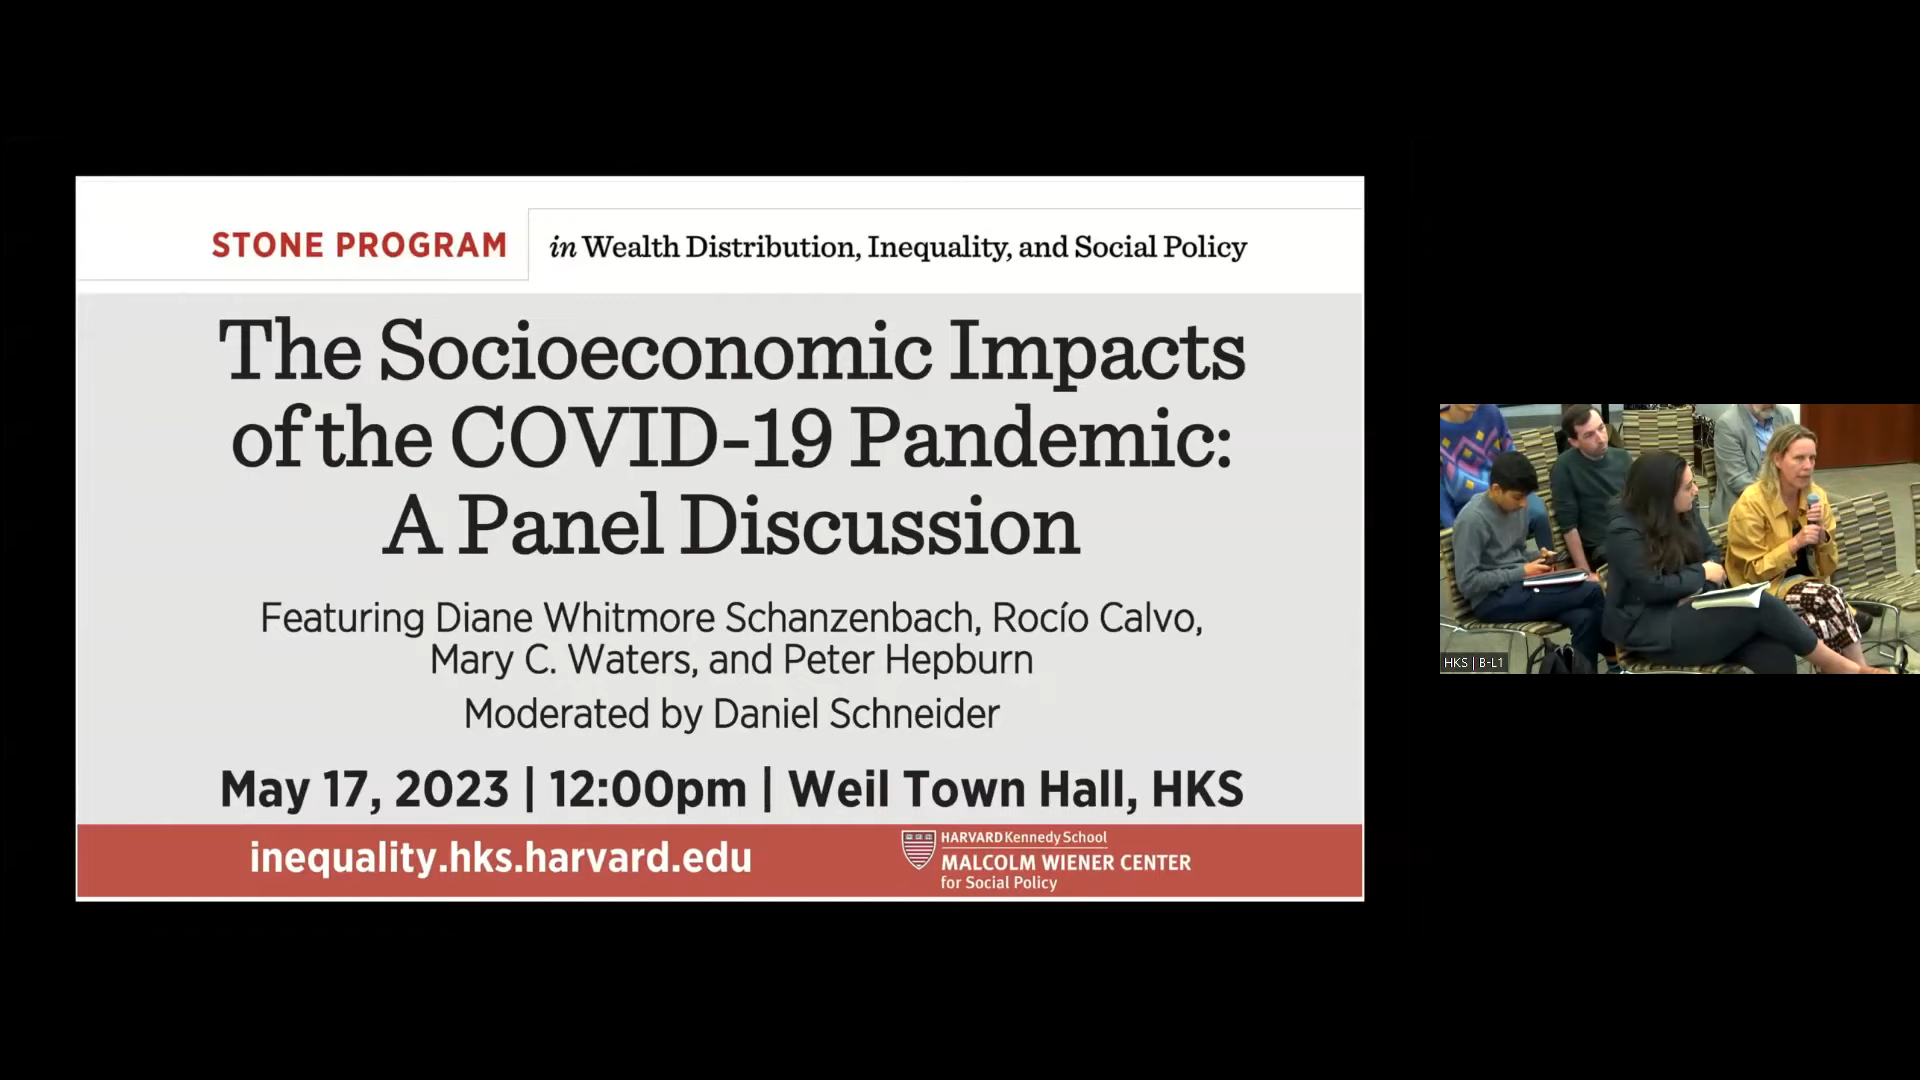 STONE PROGRAM in Wealth Distribution, Inequality, and Social Policy
The Socioeconomic Impacts
of the COVID-19 Pandemic:
A Panel Discussion
Featuring Diane Whitmore Schanzenbach, Rocío Calvo,
Mary C. Waters, and Peter Hepburn
Moderated by Daniel Schneider
May 17, 2023 | 12:00pm | Weil Town Hall, HKS
inequality.hks.harvard.edu
HARVARD Kennedy School
MALCOLM WIENER CENTER
for Social Policy
HKS | B-L1